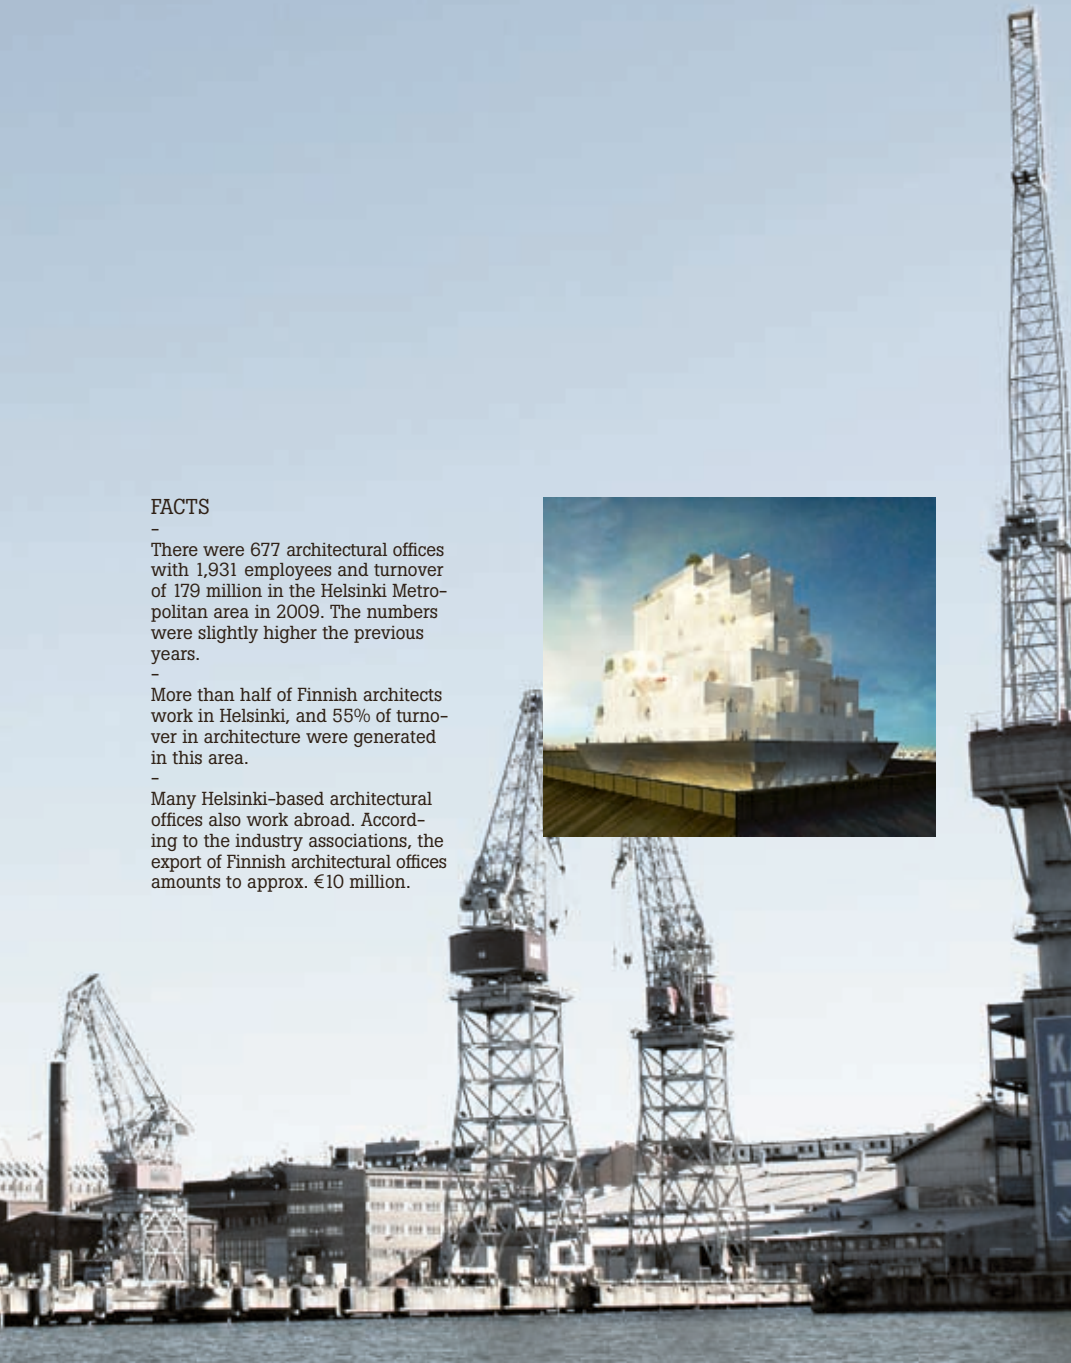 FACTS
–
There were 677 architectural offices
with 1,931 employees and turnover
of 179 million in the Helsinki Metro-
politan area in 2009. The numbers
were slightly higher the previous
years.
–
More than half of Finnish architects
work in Helsinki, and 55% of turno-
ver in architecture were generated
in this area.
–
Many Helsinki-based architectural
offices also work abroad. Accord-
ing to the industry associations, the
export of Finnish architectural offices
amounts to approx. €10 million.